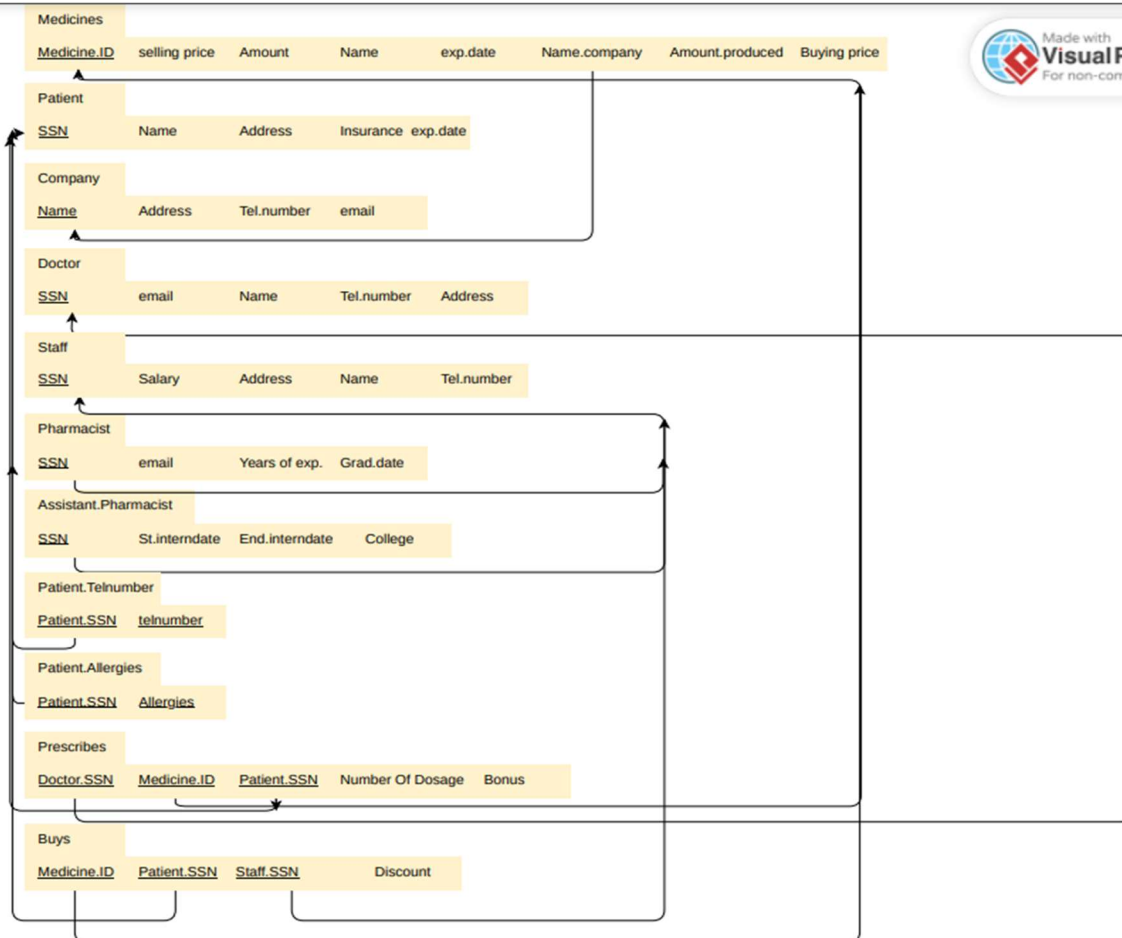 Medicines
Medicine.ID selling price Amount Name exp.date Name.company Amount.produced Buying price
Made with
Visual
For non-com
Patient
SSN Name Address Insurance exp.date
Company
Name Address Tel.number email
Doctor
SSN email Name Tel.number Address
Staff
SSN Salary Address Name Tel.number
Pharmacist
SSN email Years of exp. Grad.date
Assistant.Pharmacist
SSN St.interndate End.interndate College
Patient.Telnumber
Patient.SSN telnumber
Patient.Allergies
Patient.SSN Allergies
Prescribes
Doctor.SSN Medicine.ID Patient.SSN Number Of Dosage Bonus
Buys
Medicine.ID Patient.SSN Staff.SSN Discount